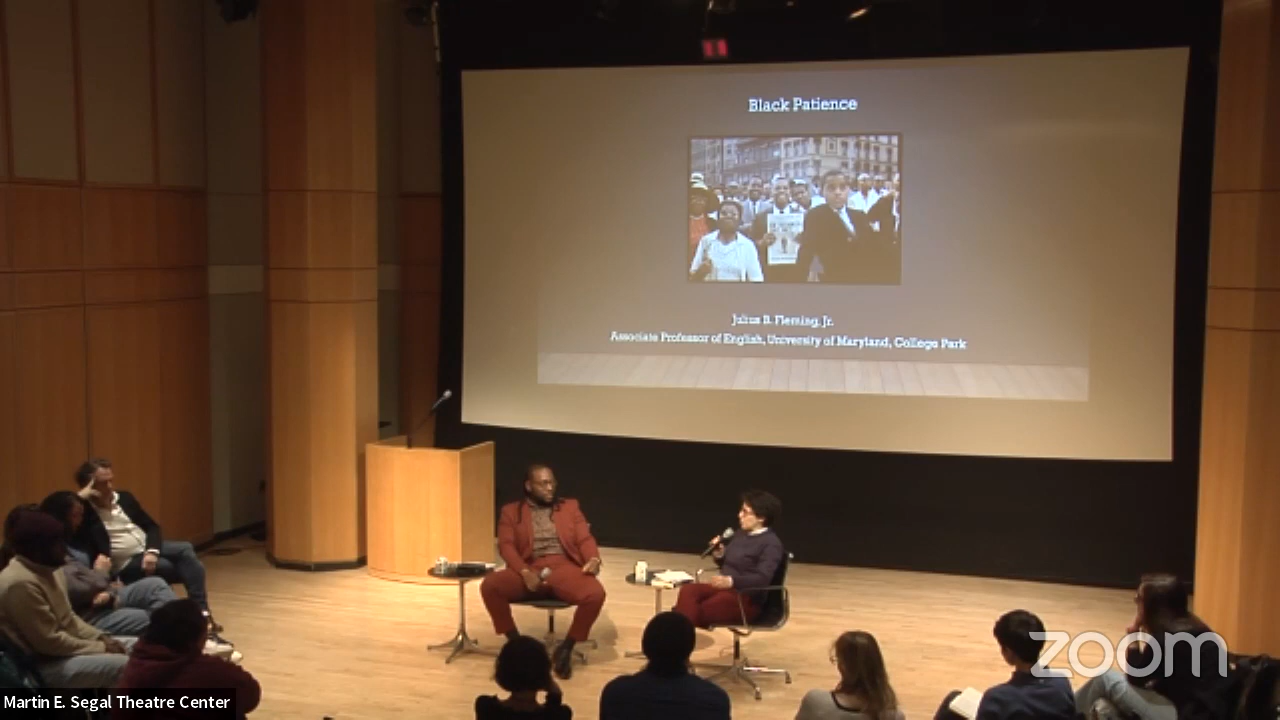 Black Patience
Julius B. Fleming, Jr.
Associate Professor of English, University of Maryland, College Park
zoom
Martin E. Segal Theatre Center